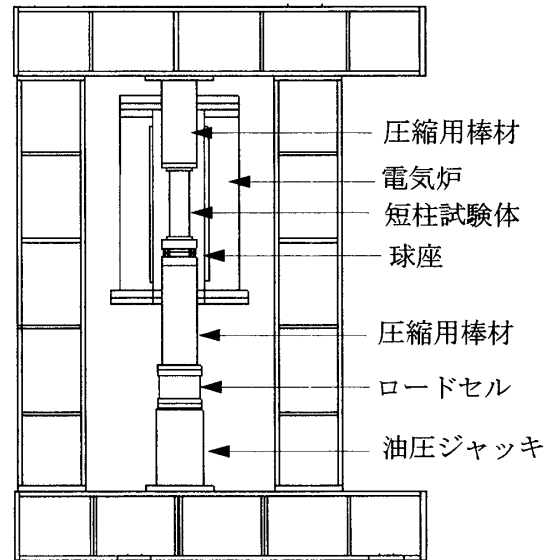 圧縮用棒材
電気炉
短柱試験体
球座
圧縮用棒材
ロードセル
油圧ジャッキ